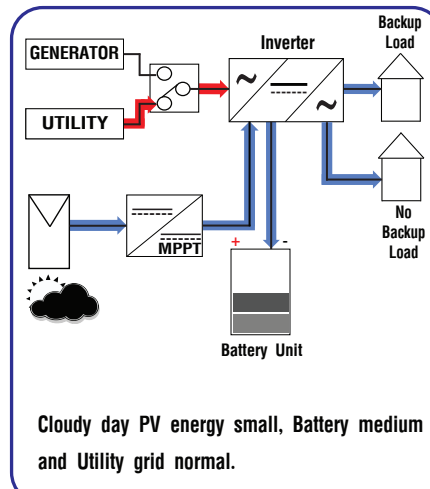 Backup
Load
GENERATOR
Inverter
UTILITY
No
Backup
Load
MPPT
+ -
Battery Unit
Cloudy day PV energy small, Battery medium
and Utility grid normal.